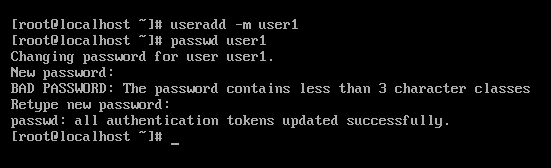 [root@localhost ~]# useradd -m user1
[root@localhost ~]# passwd user1
Changing password for user user1.
New password:
BAD PASSWORD: The password contains less than 3 character classes
Retype new password:
passwd: all authentication tokens updated successfully.
[root@localhost ~]# _